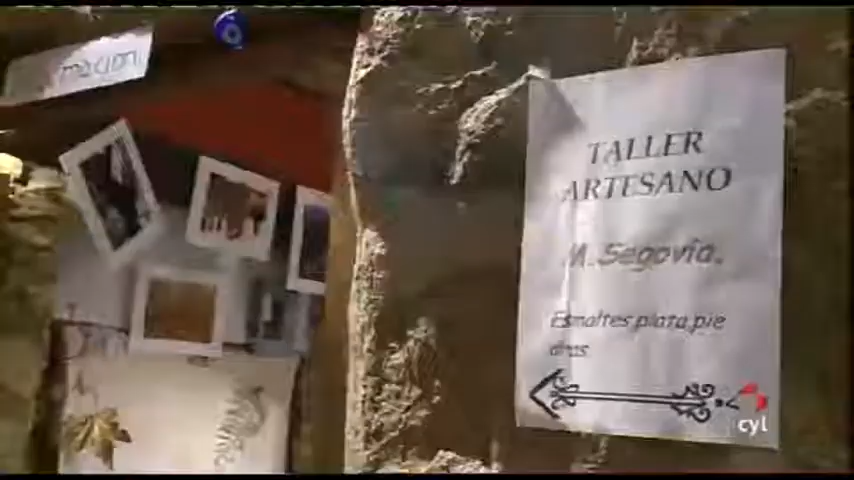 TALLER
ARTESANO
M. Segovia.
Esmaltes,plata,pie
dras.
cyl